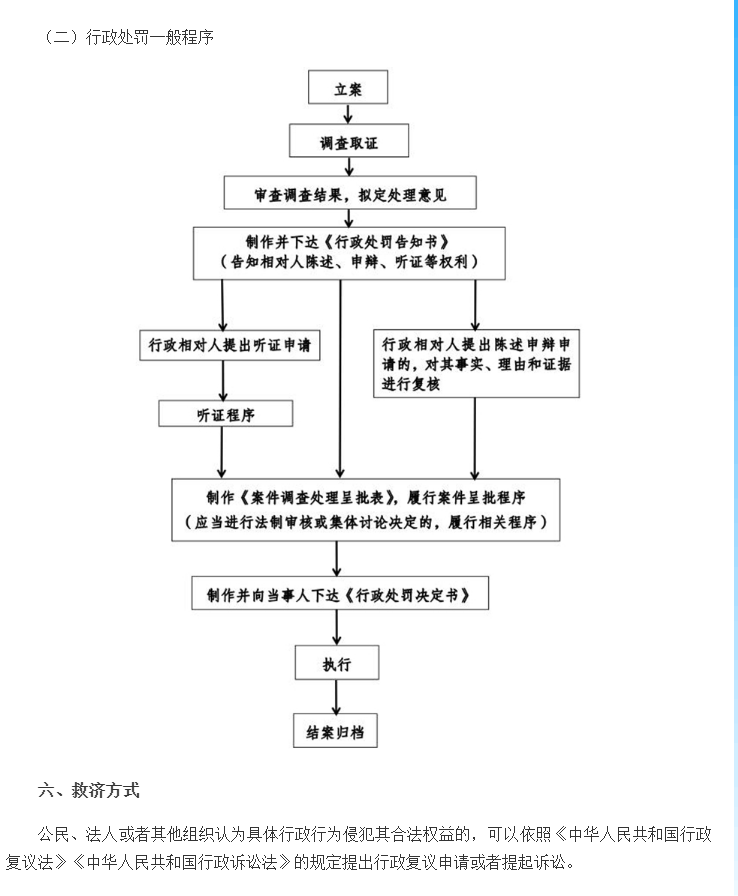 （二）行政处罚一般程序
立案
调查取证
审查调查结果，拟定处理意见
制作并下达《行政处罚告知书》
（告知相对人陈述、申辩、听证等权利）
行政相对人提出听证申请
听证程序
行政相对人提出陈述申辩申
请的，对其事实、理由和证据
进行复核
制作《案件调查处理呈批表》，履行案件呈批程序
（应当进行法制审核或集体讨论决定的，履行相关程序）
制作并向当事人下达《行政处罚决定书》
执行
结案归档
六、救济方式
公民、法人或者其他组织认为具体行政行为侵犯其合法权益的，可以依照《中华人民共和国行政
复议法》《中华人民共和国行政诉讼法》的规定提出行政复议申请或者提起诉讼。